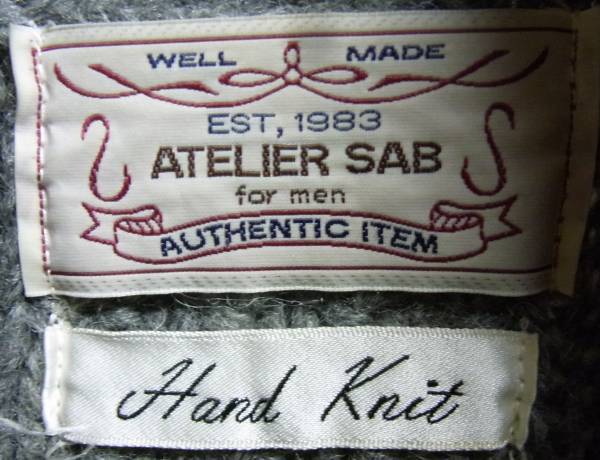 WELL MADE
EST, 1983
ATELIER SAB
for men
AUTHENTIC ITEM
Hand Knit